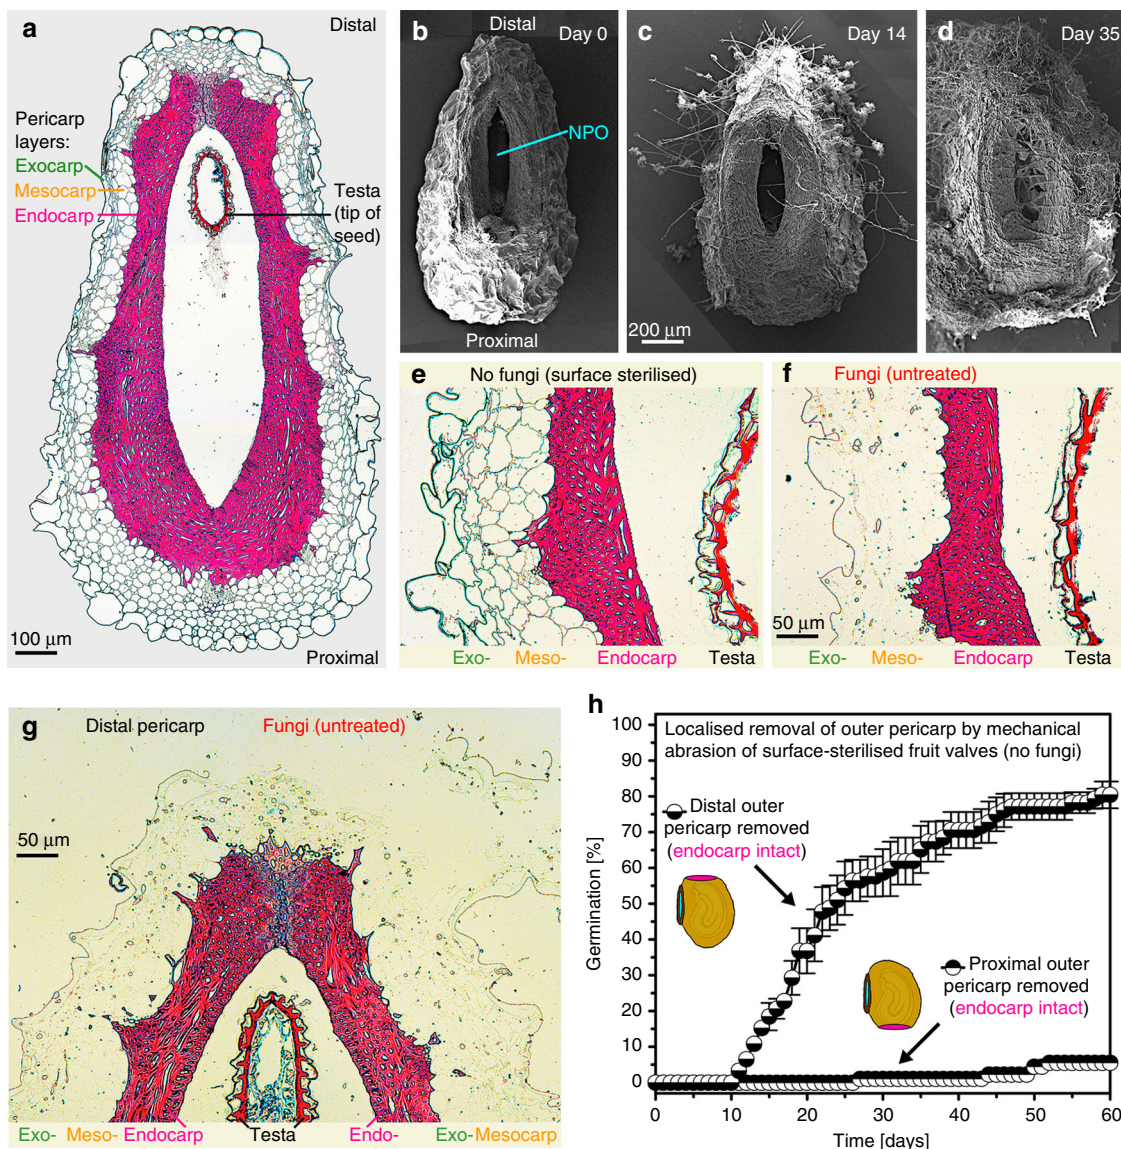 a
Distal
Pericarp
layers:
Exocarp
Mesocarp
Endocarp
Testa
(tip of
seed)
100 µm
Proximal
b
Distal
Day 0
NPO
Proximal
c
Day 14
200 µm
d
Day 35
e
No fungi (surface sterilised)
Exo- Meso- Endocarp Testa
f
Fungi (untreated)
50 µm
Exo- Meso- Endocarp Testa
g
Distal pericarp
Fungi (untreated)
50 µm
Exo- Meso- Endocarp Testa Endo- Exo- Mesocarp
h
Localised removal of outer pericarp by mechanical
abrasion of surface-sterilised fruit valves (no fungi)
Distal outer
pericarp removed
(endocarp intact)
Proximal outer
pericarp removed
(endocarp intact)
Germination [%]
100
90
80
70
60
50
40
30
20
10
0
0 10 20 30 40 50 60
Time [days]